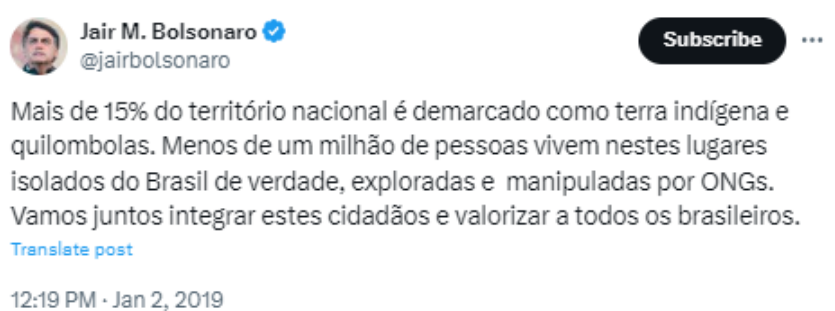 Jair M. Bolsonaro
@jairbolsonaro
Subscribe
Mais de 15% do território nacional é demarcado como terra indígena e
quilombolas. Menos de um milhão de pessoas vivem nestes lugares
isolados do Brasil de verdade, exploradas e  manipuladas por ONGs.
Vamos juntos integrar estes cidadãos e valorizar a todos os brasileiros.
Translate post
12:19 PM · Jan 2, 2019